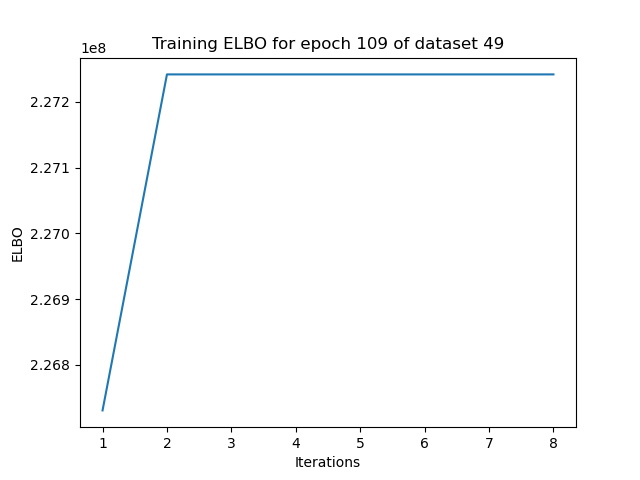 Training ELBO for epoch 109 of dataset 49
1e8
2.272
2.271
2.270
2.269
2.268
ELBO
1 2 3 4 5 6 7 8
Iterations